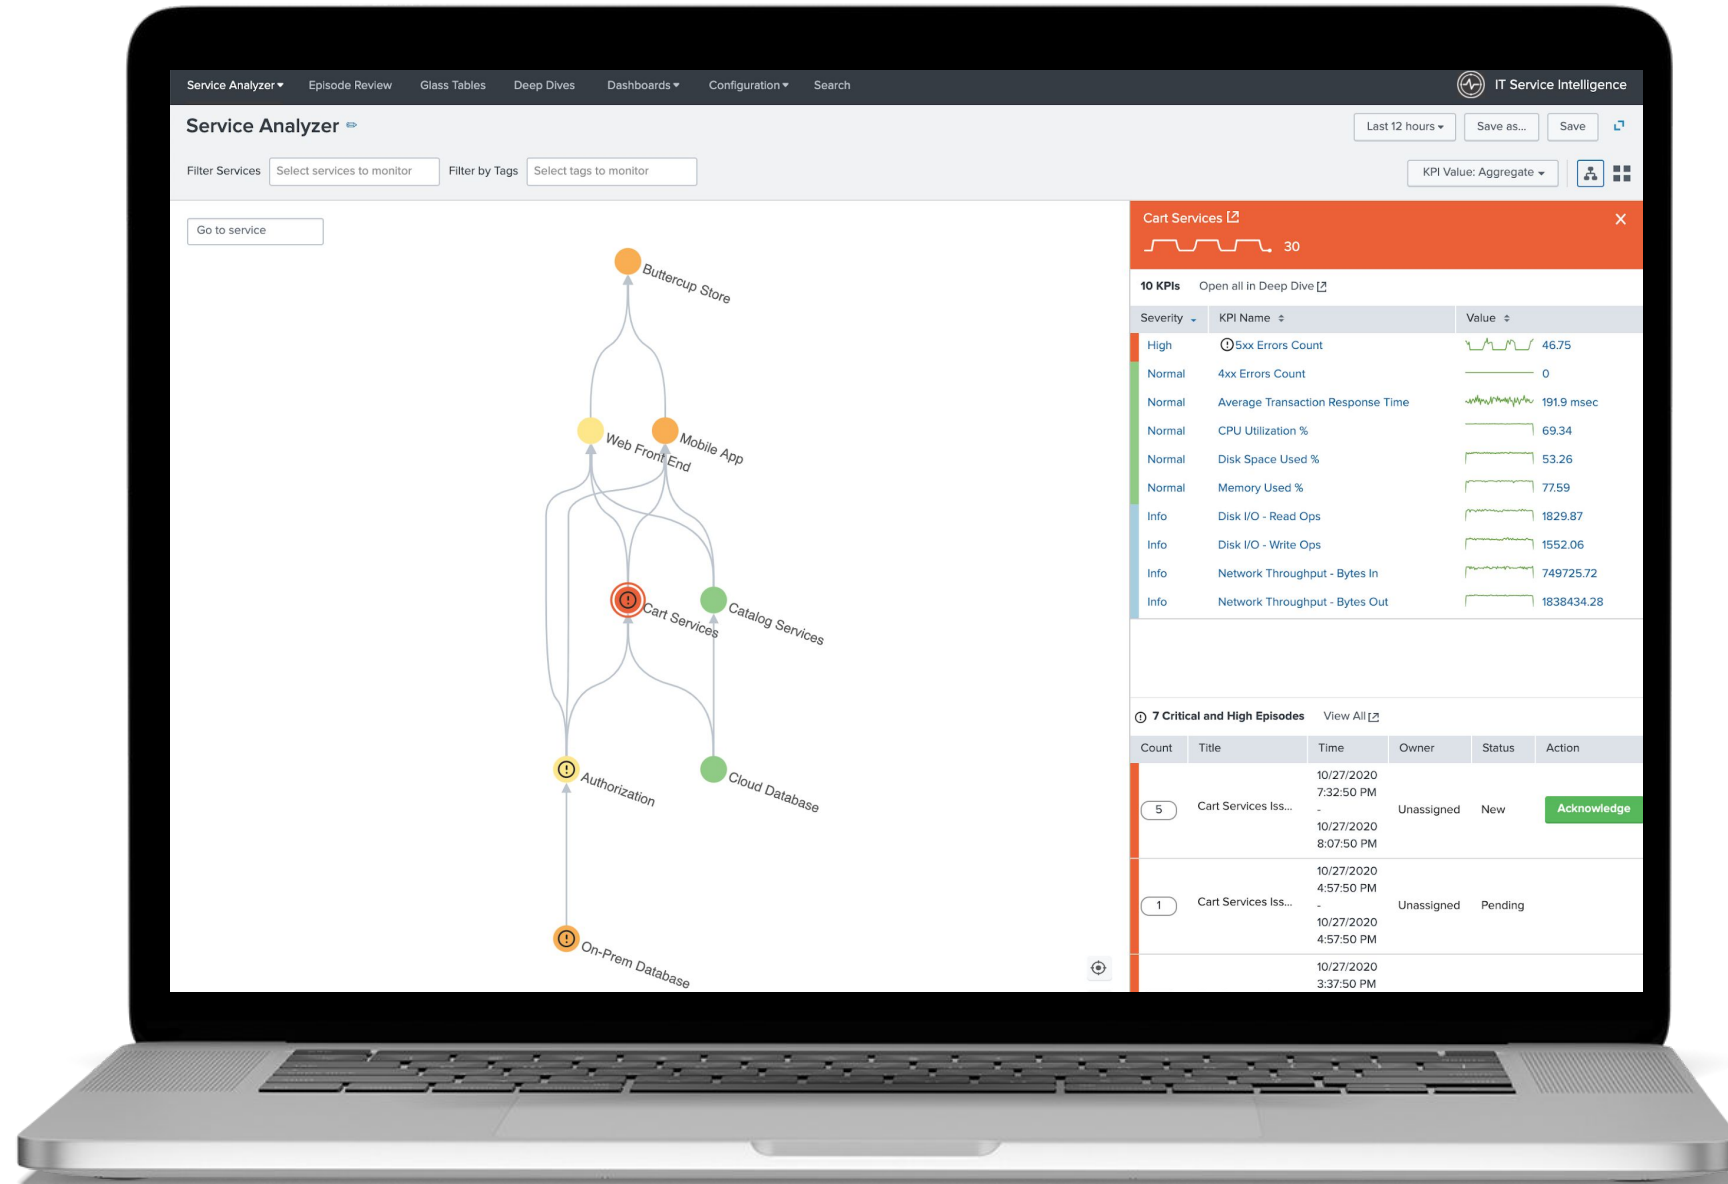 Service Analyzer Episode Review Glass Tables Deep Dives Dashboards Configuration Search IT Service Intelligence
Service Analyzer Last 12 hours Save as... Save
Filter Services Select services to monitor Filter by Tags Select tags to monitor KPI Value: Aggregate
Go to service
Buttercup Store
Web Front End
Mobile App
Cart Services
Catalog Services
Authorization
Cloud Database
On-Prem Database
Cart Services
30
10 KPIs Open all in Deep Dive
Severity KPI Name Value
High 5xx Errors Count 46.75
Normal 4xx Errors Count 0
Normal Average Transaction Response Time 191.9 msec
Normal CPU Utilization % 69.34
Normal Disk Space Used % 53.26
Normal Memory Used % 77.59
Info Disk I/O - Read Ops 1829.87
Info Disk I/O - Write Ops 1552.06
Info Network Throughput - Bytes In 749725.72
Info Network Throughput - Bytes Out 1838434.28
7 Critical and High Episodes View All
Count Title Time Owner Status Action
10/27/2020
7:32:50 PM
5 Cart Services Iss... - Unassigned New Acknowledge
10/27/2020
8:07:50 PM
10/27/2020
4:57:50 PM
1 Cart Services Iss... - Unassigned Pending
10/27/2020
4:57:50 PM
10/27/2020
3:37:50 PM